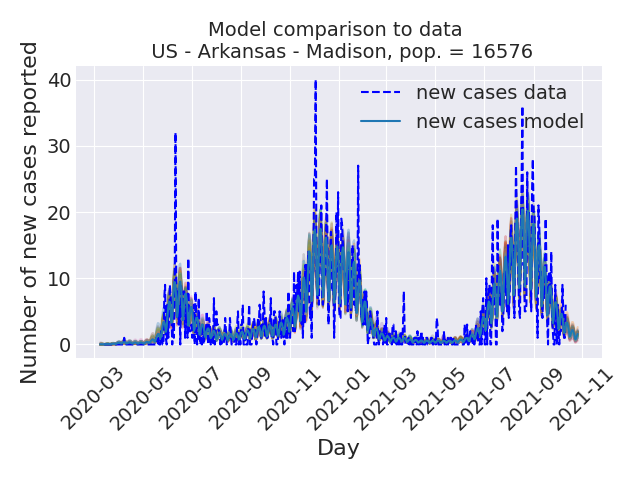 Model comparison to data
US - Arkansas - Madison, pop. = 16576
Number of new cases reported
40
30
20
10
0
new cases data
new cases model
2020-03
2020-05
2020-07
2020-09
2020-11
2021-01
2021-03
2021-05
2021-07
2021-09
2021-11
Day